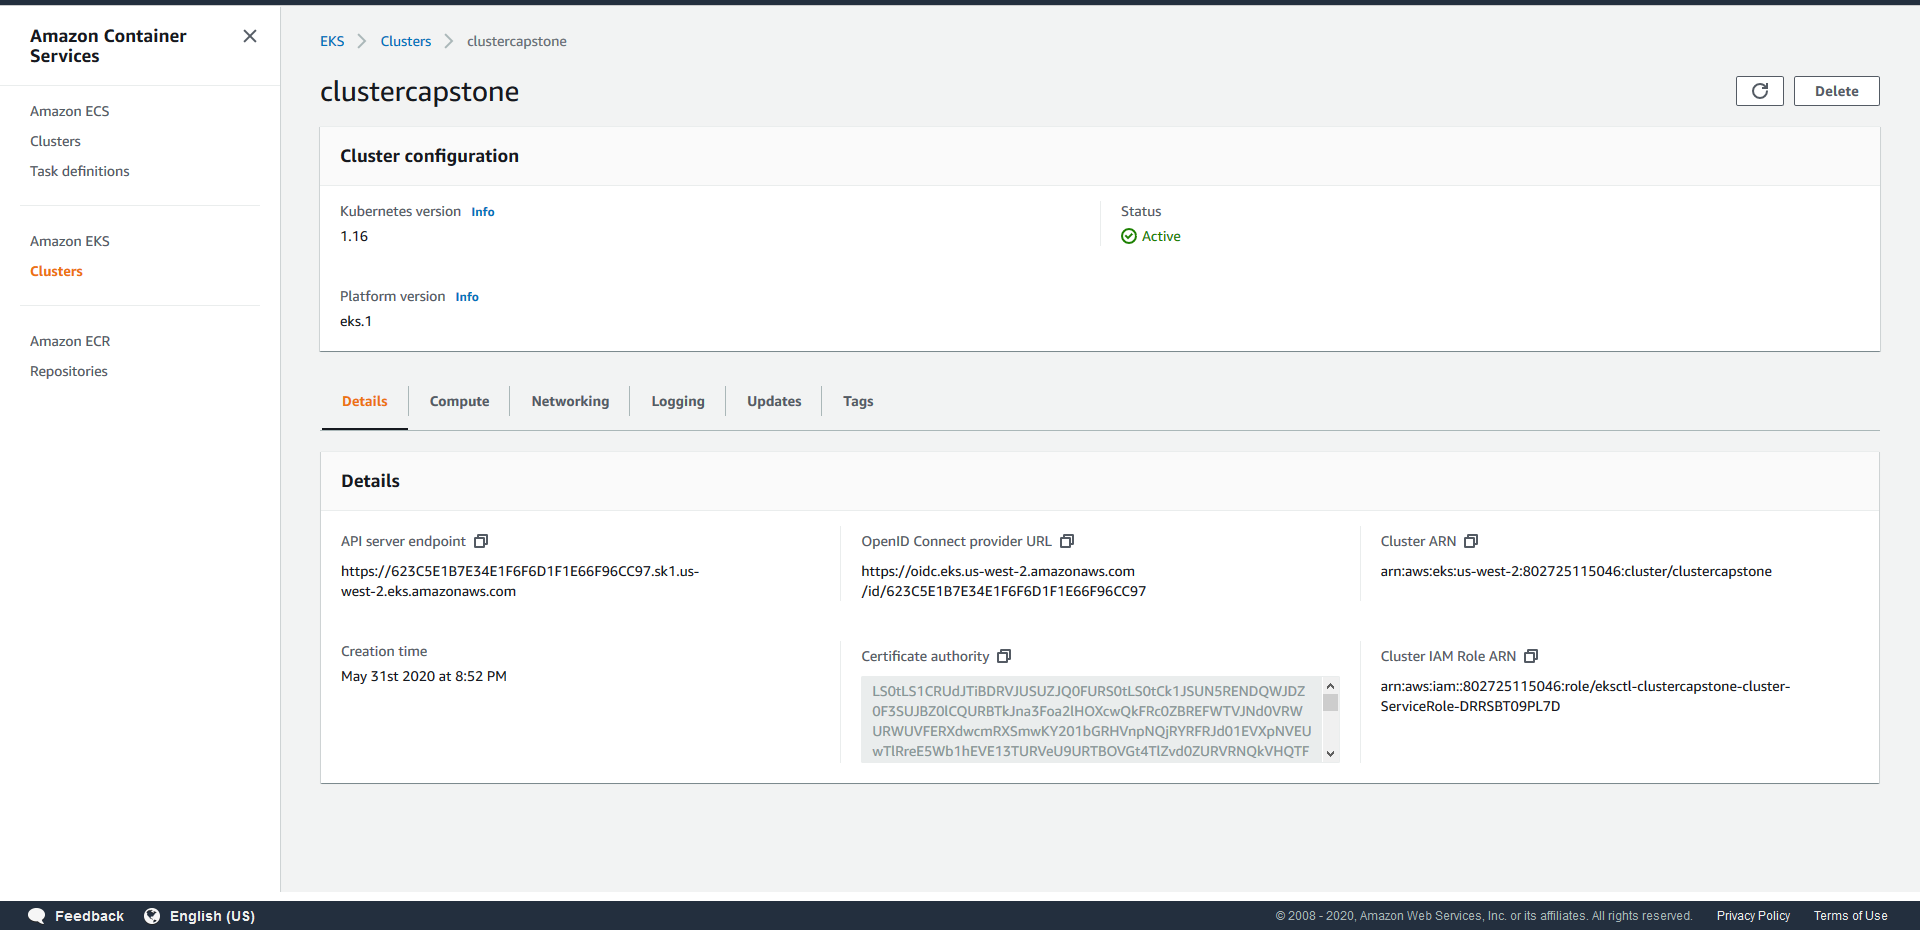 Amazon Container
Services
Amazon ECS
Clusters
Task definitions
Amazon EKS
Clusters
Amazon ECR
Repositories
EKS
Clusters
clustercapstone
clustercapstone
Delete
Cluster configuration
Kubernetes version Info
1.16
Status
Active
Platform version Info
eks.1
Details
Compute
Networking
Logging
Updates
Tags
Details
API server endpoint
https://623C5E1B7E34E1F6F6D1F1E66F96CC97.sk1.us-
west-2.eks.amazonaws.com
OpenID Connect provider URL
https://oidc.eks.us-west-2.amazonaws.com
/id/623C5E1B7E34E1F6F6D1F1E66F96CC97
Cluster ARN
arn:aws:eks:us-west-2:802725115046:cluster/clustercapstone
Creation time
May 31st 2020 at 8:52 PM
Certificate authority
LS0tLS1CRUdJTiBDRVJUSUZJQ0FURS0tLS0tCk1JSUN5RENDQWJDZ
0F3SUJBZ0lCQURBTkJna3Foa2lHOXcwQkFRc0ZBREFWTVJNd0VRW
URWUVFERXdwcmRXSmwKY201bGRHVnpNQjRYRFRJd01EVXpNVEU
wTlRreE5Wb1hEVE13TURVeU9URTBOVGt4TlZvd0ZURVRNQkVHQTF
Cluster IAM Role ARN
arn:aws:iam::802725115046:role/eksctl-clustercapstone-cluster-
ServiceRole-DRRSBT09PL7D
Feedback
English (US)
© 2008 - 2020, Amazon Web Services, Inc. or its affiliates. All rights reserved.
Privacy Policy
Terms of Use